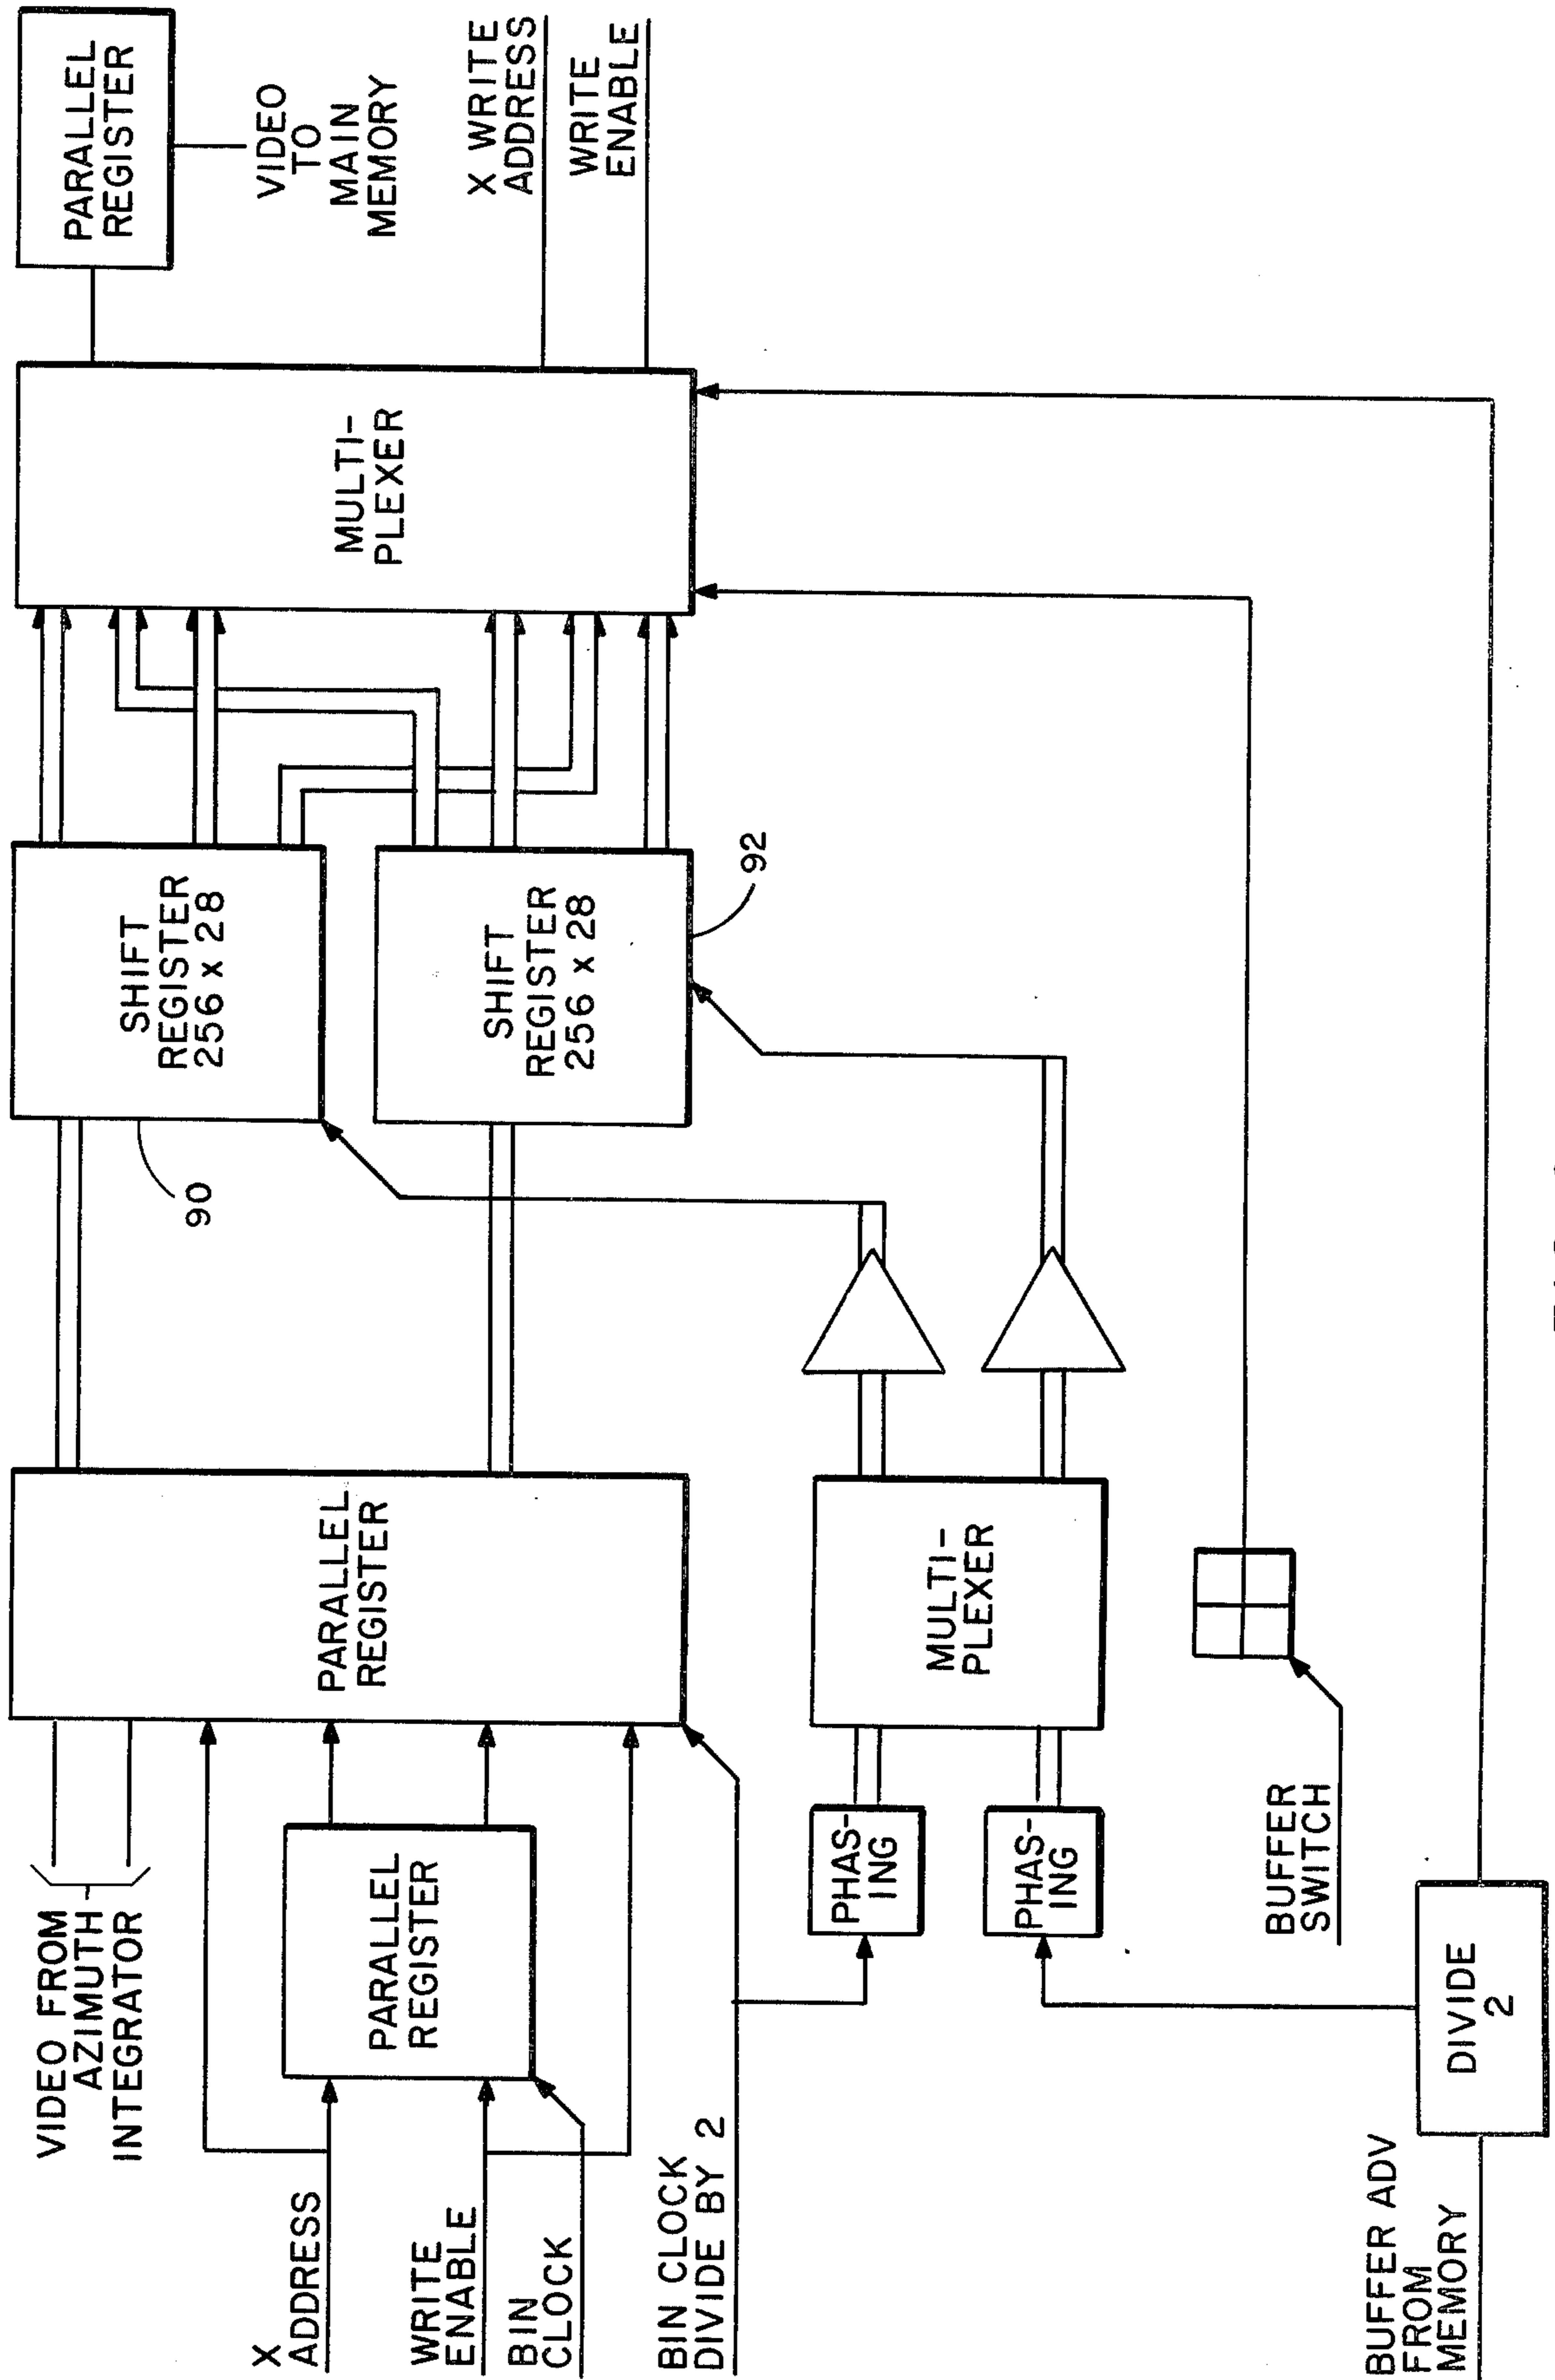 VIDEO FROM
AZIMUTH
INTEGRATOR
X
ADDRESS
WRITE
ENABLE
BIN
CLOCK
BIN CLOCK
DIVIDE BY 2
BUFFER ADV
FROM
MEMORY
PARALLEL
REGISTER
PARALLEL
REGISTER
PHAS-
ING
PHAS-
ING
DIVIDE
2
BUFFER
SWITCH
MULTI-
PLEXER
90
SHIFT
REGISTER
256 x 28
SHIFT
REGISTER
256 x 28
92
MULTI-
PLEXER
PARALLEL
REGISTER
VIDEO
TO
MAIN
MEMORY
X WRITE
ADDRESS
WRITE
ENABLE